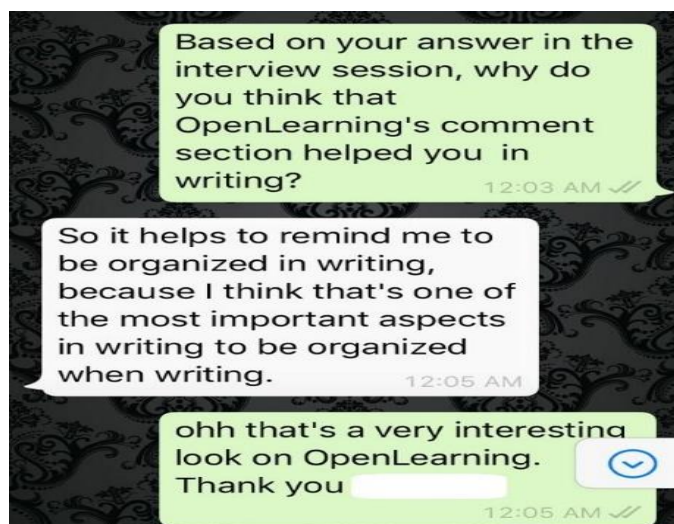 Based on your answer in the
interview session, why do
you think that
OpenLearning's comment
section helped you in
writing?
12:03 AM
So it helps to remind me to
be organized in writing,
because I think that's one of
the most important aspects
in writing to be organized
when writing.
12:05 AM
ohh that's a very interesting
look on OpenLearning.
Thank you
12:05 AM